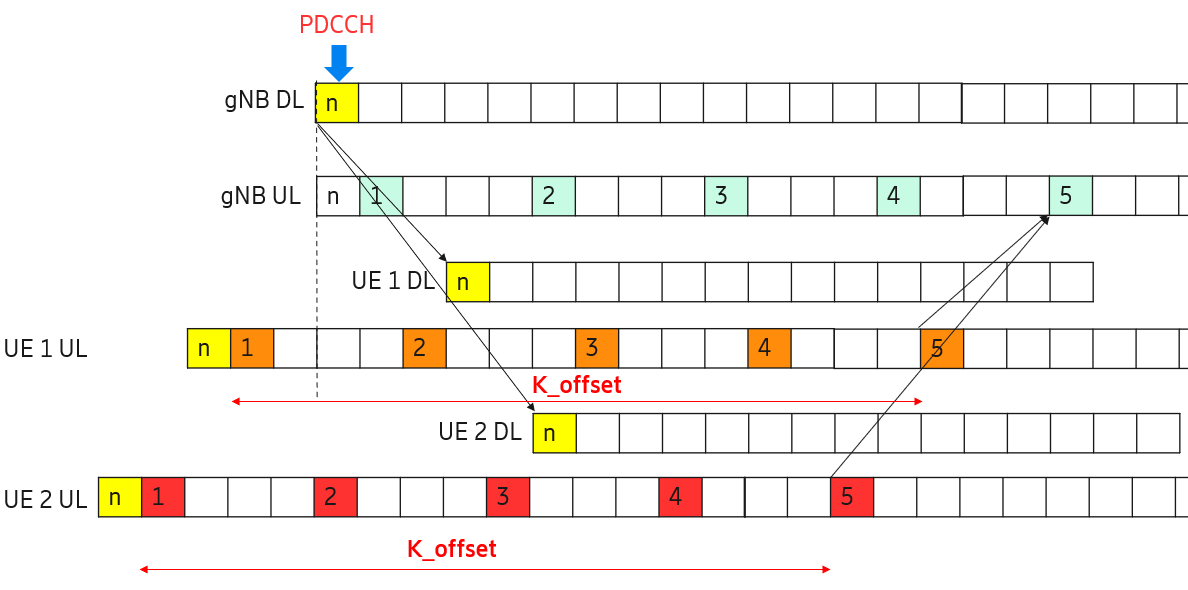 PDCCH
gNB DL n
gNB UL n 1 2 3 4 5
UE 1 DL n
UE 1 UL n 1 2 3 4 5
K_offset
UE 2 DL n
UE 2 UL n 1 2 3 4 5
K_offset